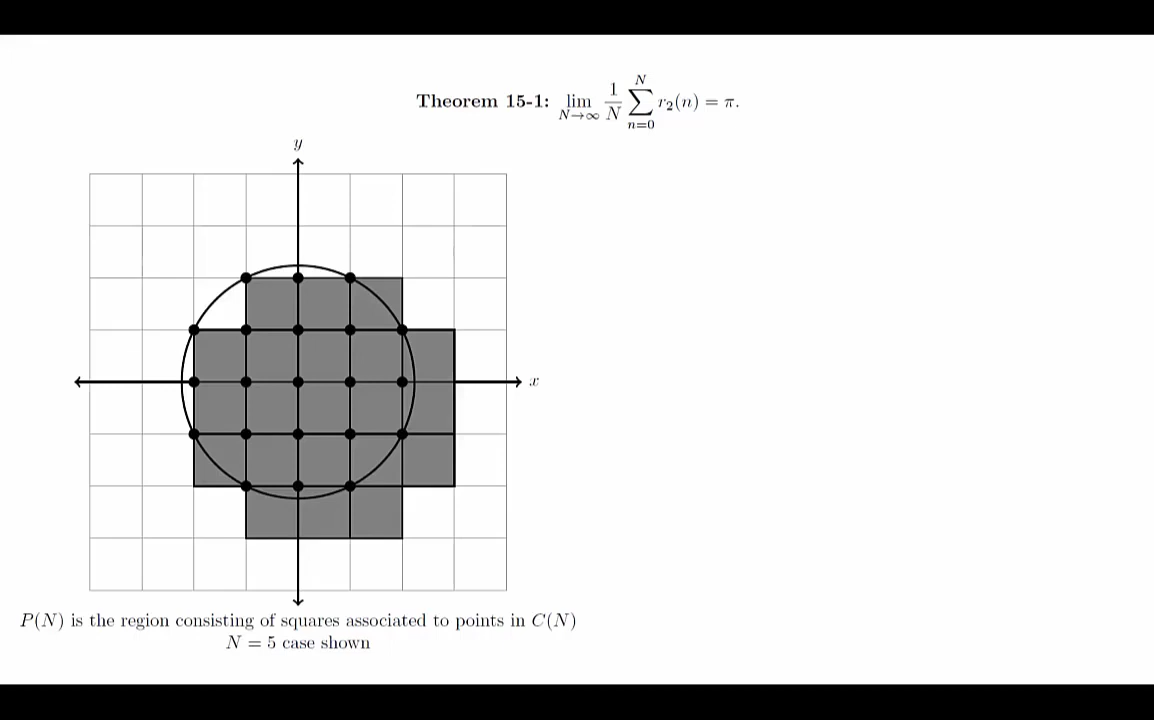 Theorem 15-1: $\lim_{N \to \infty} \frac{1}{N} \sum_{n=0}^{N} r_2(n) = \pi.$
y
x
P(N) is the region consisting of squares associated to points in C(N)
N = 5 case shown